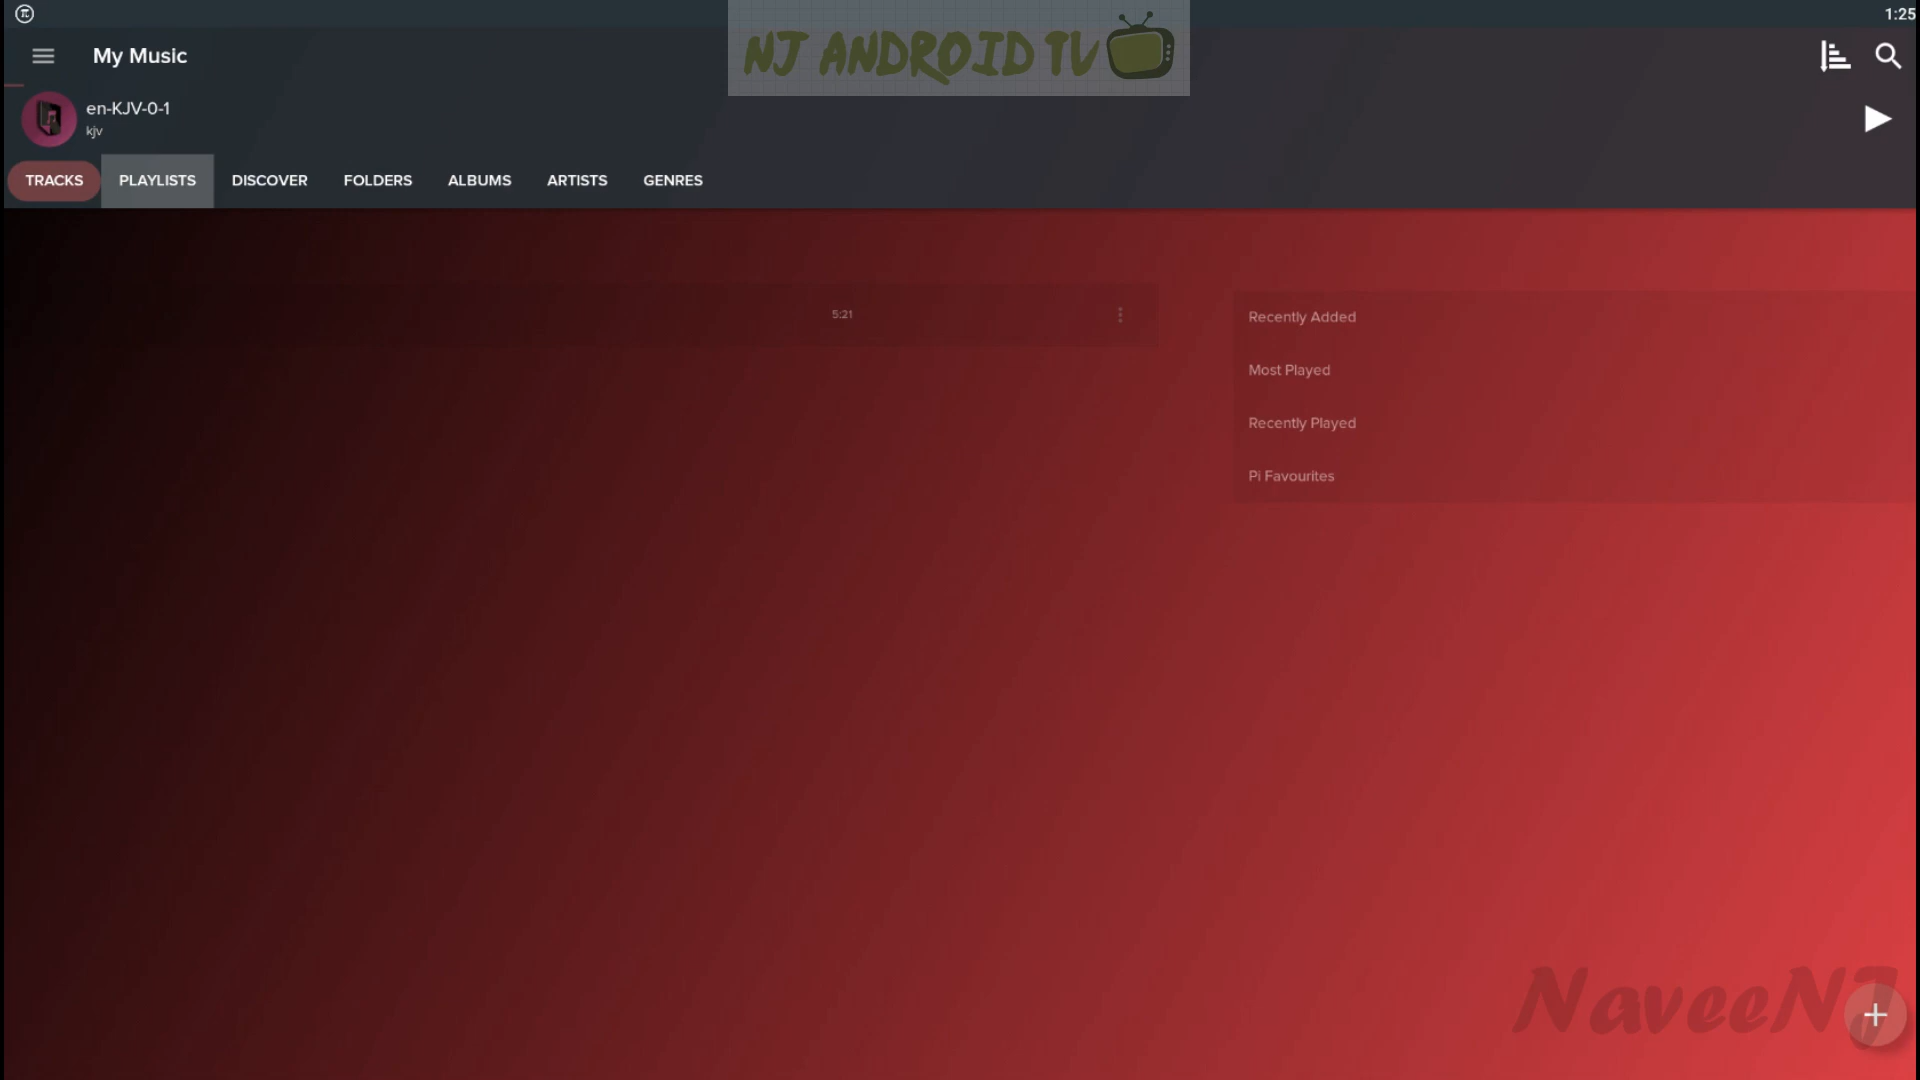 1:25
NJ ANDROID TV
My Music
en-KJV-0-1
kjv
TRACKS PLAYLISTS DISCOVER FOLDERS ALBUMS ARTISTS GENRES
5:21
Recently Added
Most Played
Recently Played
Pi Favourites
NaveeNJ